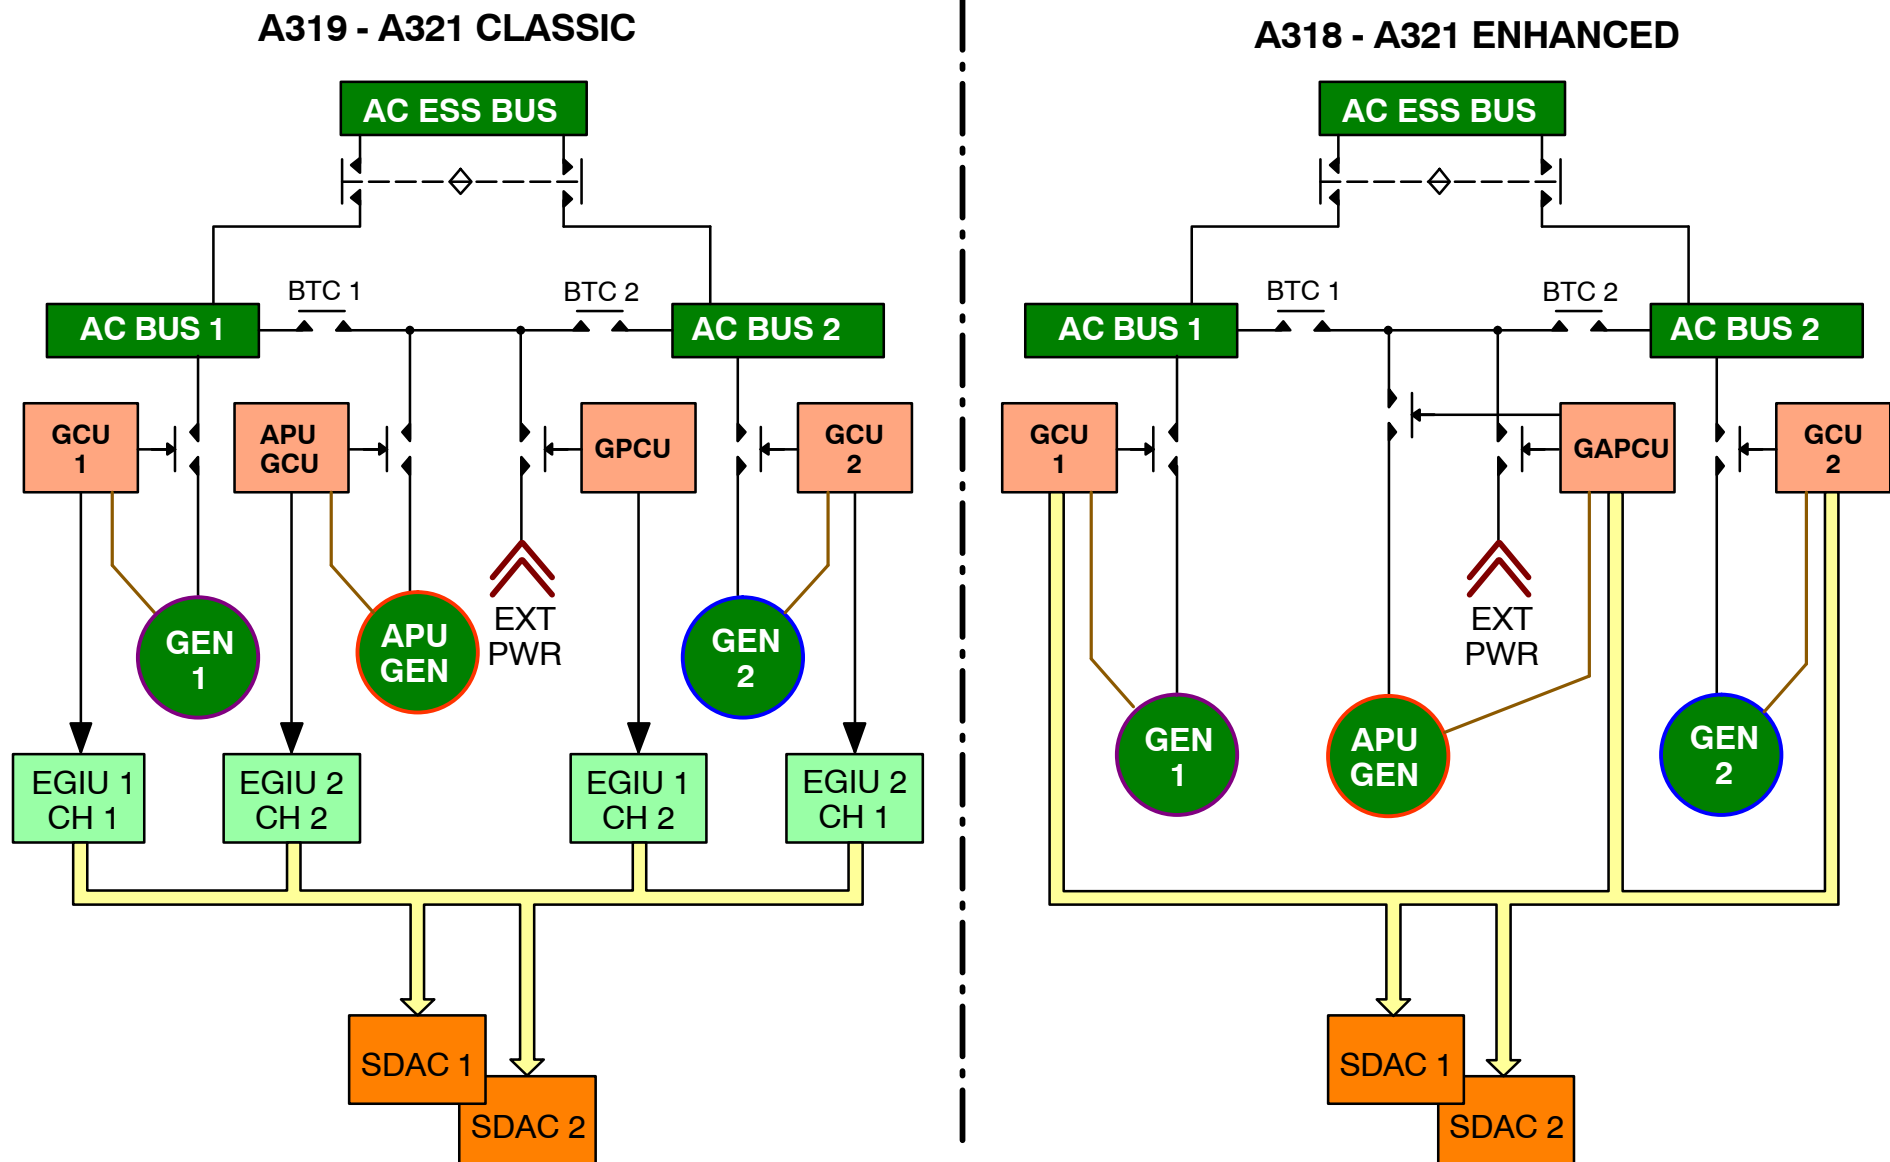 A319 - A321 CLASSIC
AC ESS BUS
BTC 1
BTC 2
AC BUS 1
AC BUS 2
GCU
1
APU
GCU
GPCU
GCU
2
GEN
1
APU
GEN
EXT
PWR
GEN
2
EGIU 1
CH 1
EGIU 2
CH 2
EGIU 1
CH 2
EGIU 2
CH 1
SDAC 1
SDAC 2
A318 - A321 ENHANCED
AC ESS BUS
BTC 1
BTC 2
AC BUS 1
AC BUS 2
GCU
1
GAPCU
GCU
2
EXT
PWR
GEN
1
APU
GEN
GEN
2
SDAC 1
SDAC 2